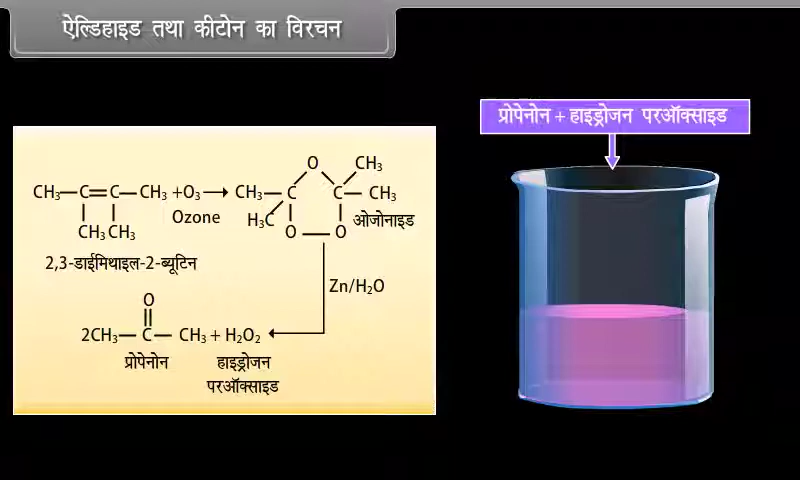 ऐल्डिहाइड तथा कीटोन का विरचन
प्रोपेनोन + हाइड्रोजन परऑक्साइड
O CH₃
CH₃—C=C—CH₃ +O₃ → CH₃—C C—CH₃
Ozone H₃C ओजोनाइड
CH₃ CH₃ O—O
2,3-डाईमिथाइल-2-ब्यूटिन
Zn/H₂O
O
2CH₃—C—CH₃ + H₂O₂
प्रोपेनोन हाइड्रोजन
परऑक्साइड